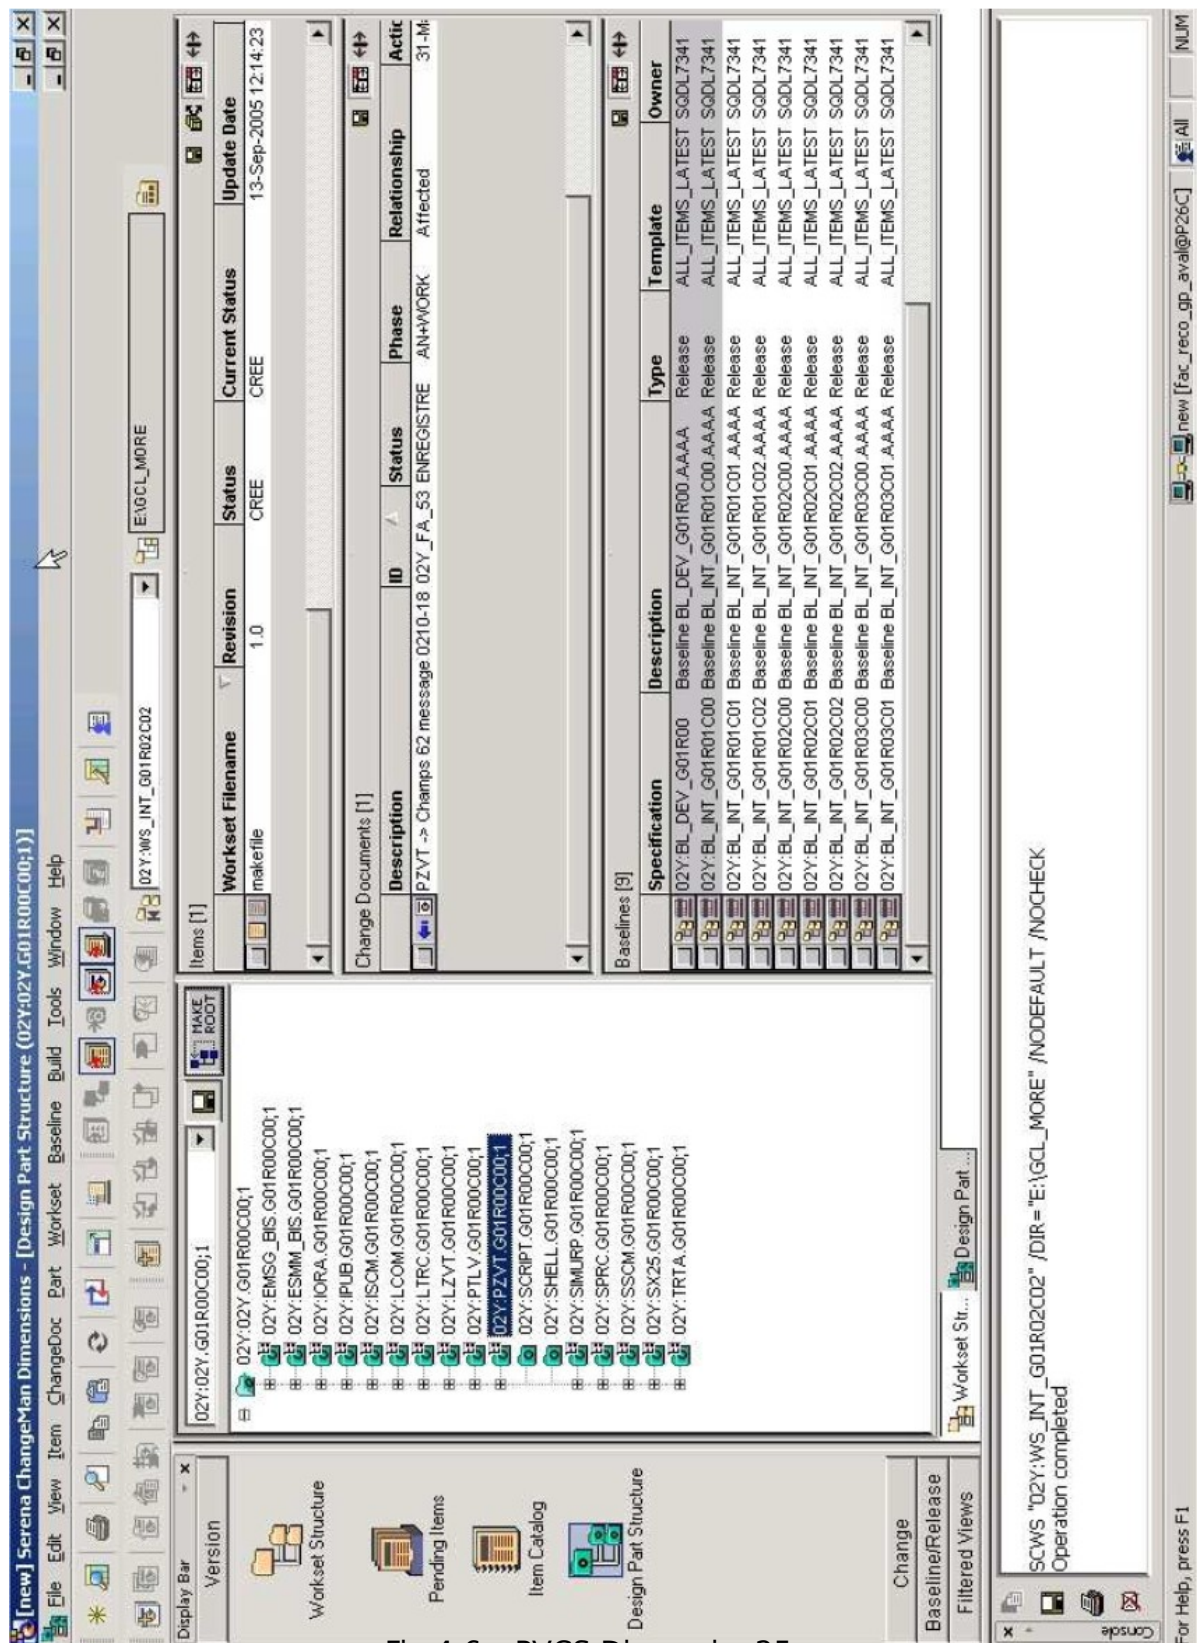 [new] Serena ChangeMan Dimensions - [Design Part Structure (02Y:02Y.G01R00C00;1)]
File Edit View Item ChangeDoc Part Workset Baseline Build Tools Window Help
02Y:WS_INT_G01R02C02
E:\GCL_MORE
Display Bar
Version
Workset Structure
Pending Items
Item Catalog
Design Part Structure
Change
Baseline/Release
Filtered Views
02Y:02Y.G01R00C00;1
MAKE ROOT
02Y:02Y.G01R00C00;1
02Y:EMSG_BIS.G01R00C00;1
02Y:ESMM_BIS.G01R00C00;1
02Y:IORA.G01R00C00;1
02Y:IPUB.G01R00C00;1
02Y:ISCM.G01R00C00;1
02Y:LCOM.G01R00C00;1
02Y:LTRC.G01R00C00;1
02Y:LZVT.G01R00C00;1
02Y:PTLV.G01R00C00;1
02Y:PZVT.G01R00C00;1
02Y:SCRIPT.G01R00C00;1
02Y:SHELL.G01R00C00;1
02Y:SIMURP.G01R00C00;1
02Y:SPRC.G01R00C00;1
02Y:SSCM.G01R00C00;1
02Y:SX25.G01R00C00;1
02Y:TRTA.G01R00C00;1
Workset Str... Design Part ...
Items [1]
Workset Filename Revision Status Current Status Update Date
makefile 1.0 CREE CREE 13-Sep-2005 12:14:23
Change Documents [1]
Description ID Status Phase Relationship Actic
PZVT -> Champs 62 message 0210-18 02Y_FA_53 ENREGISTRE AN+WORK Affected 31-M
Baselines [9]
Specification Description Type Template Owner
02Y:BL_DEV_G01R00 Baseline BL_DEV_G01R00.AAAA Release ALL_ITEMS_LATEST SQDL7341
02Y:BL_INT_G01R01C00 Baseline BL_INT_G01R01C00.AAAA Release ALL_ITEMS_LATEST SQDL7341
02Y:BL_INT_G01R01C01 Baseline BL_INT_G01R01C01.AAAA Release ALL_ITEMS_LATEST SQDL7341
02Y:BL_INT_G01R01C02 Baseline BL_INT_G01R01C02.AAAA Release ALL_ITEMS_LATEST SQDL7341
02Y:BL_INT_G01R02C00 Baseline BL_INT_G01R02C00.AAAA Release ALL_ITEMS_LATEST SQDL7341
02Y:BL_INT_G01R02C01 Baseline BL_INT_G01R02C01.AAAA Release ALL_ITEMS_LATEST SQDL7341
02Y:BL_INT_G01R02C02 Baseline BL_INT_G01R02C02.AAAA Release ALL_ITEMS_LATEST SQDL7341
02Y:BL_INT_G01R03C00 Baseline BL_INT_G01R03C00.AAAA Release ALL_ITEMS_LATEST SQDL7341
02Y:BL_INT_G01R03C01 Baseline BL_INT_G01R03C01.AAAA Release ALL_ITEMS_LATEST SQDL7341
Console
SCWS "02Y:WS_INT_G01R02C02" /DIR="E:\GCL_MORE" /NODEFAULT /NOCHECK
Operation completed
For Help, press F1
new [fac_reco_gp_aval@P26C] All NUM